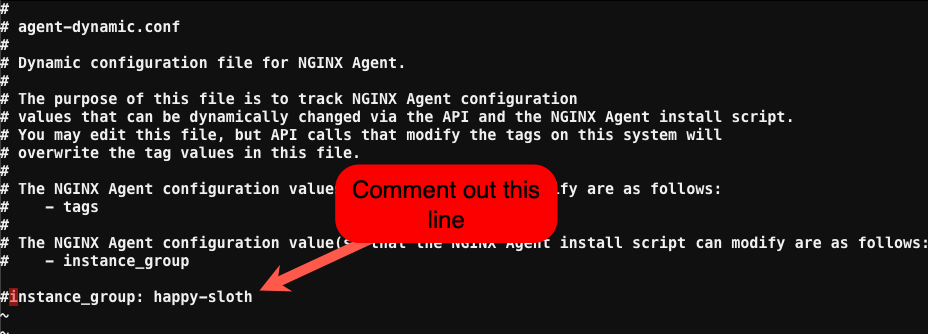 #
# agent-dynamic.conf
#
# Dynamic configuration file for NGINX Agent.
#
# The purpose of this file is to track NGINX Agent configuration
# values that can be dynamically changed via the API and the NGINX Agent install script.
# You may edit this file, but API calls that modify the tags on this system will
# overwrite the tag values in this file.
#
# The NGINX Agent configuration value ify are as follows:
#    - tags
#
# The NGINX Agent configuration value(s) that the NGINX Agent install script can modify are as follows:
#    - instance_group
Comment out this
line
#instance_group: happy-sloth
~
~